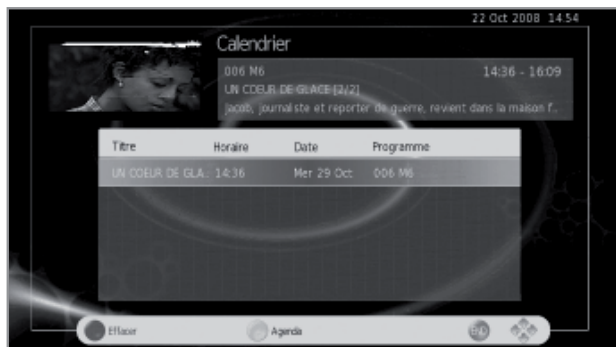 22 Oct 2008 14.54
Calendrier
006 M6 14:36 - 16:09
UN COEUR DE GLACE [2/2]
Jacob, journaliste et reporter de guerre, revient dans la maison f..
Titre Horaire Date Programme
UN COEUR DE GLA.. 14:36 Mer 29 Oct 006 M6
Effacer Agenda END